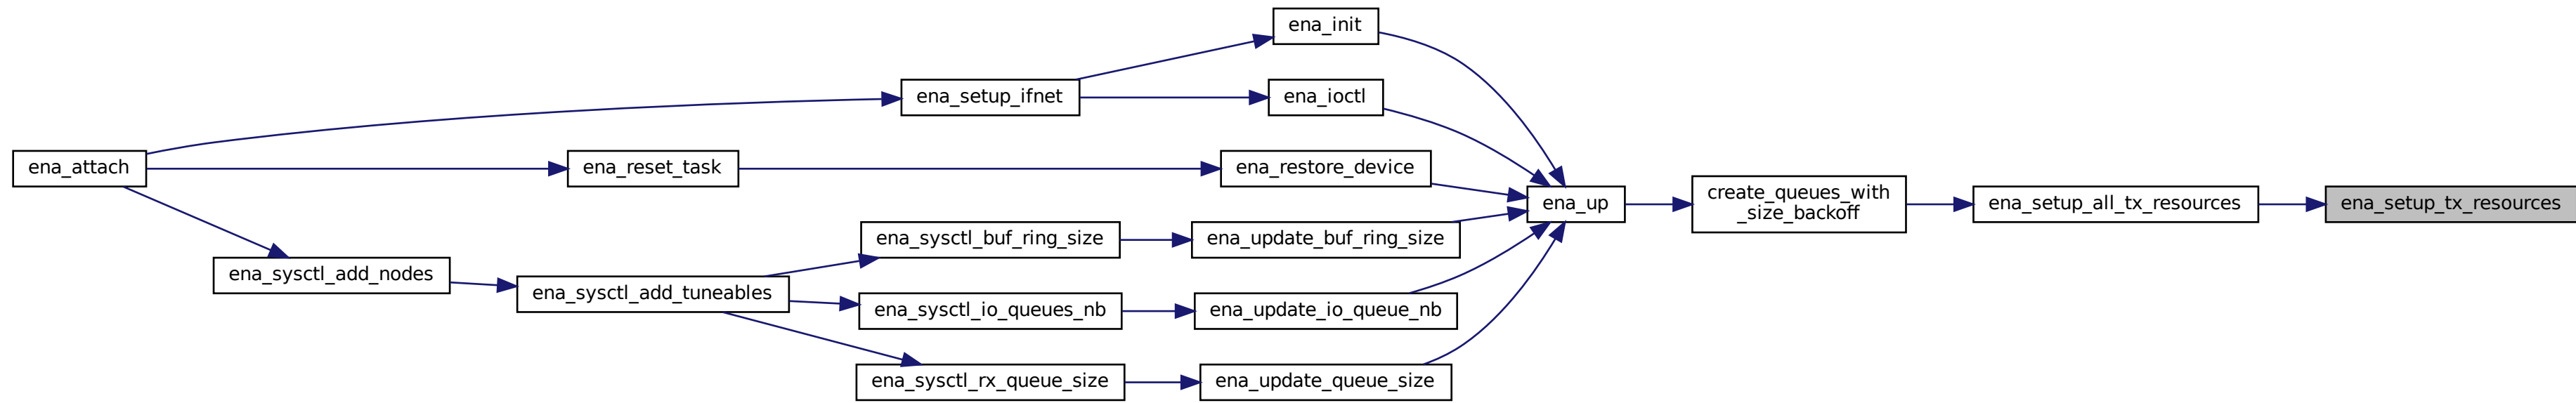 ena_init
ena_setup_ifnet
ena_ioctl
ena_attach
ena_reset_task
ena_restore_device
ena_up
create_queues_with
_size_backoff
ena_setup_all_tx_resources
ena_setup_tx_resources
ena_sysctl_buf_ring_size
ena_update_buf_ring_size
ena_sysctl_add_nodes
ena_sysctl_add_tuneables
ena_sysctl_io_queues_nb
ena_update_io_queue_nb
ena_sysctl_rx_queue_size
ena_update_queue_size